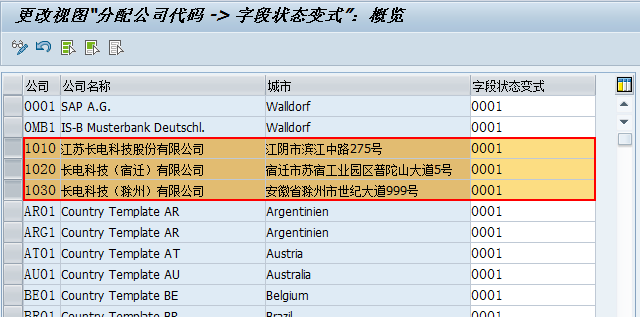 更改视图"分配公司代码 -> 字段状态变式": 概览
公司 公司名称 城市 字段状态变式
0001 SAP A.G. Walldorf 0001
0MB1 IS-B Musterbank Deutschl. Walldorf 0001
1010 江苏长电科技股份有限公司 江阴市滨江中路275号 0001
1020 长电科技（宿迁）有限公司 宿迁市苏宿工业园区普陀山大道5号 0001
1030 长电科技（滁州）有限公司 安徽省滁州市世纪大道999号 0001
AR01 Country Template AR Argentinien 0001
ARG1 Country Template AR Argentinien 0001
AT01 Country Template AT Austria 0001
AU01 Country Template AU Australia 0001
BE01 Country Template BE Belgium 0001
BR01 Country Template BR Brazil 0001